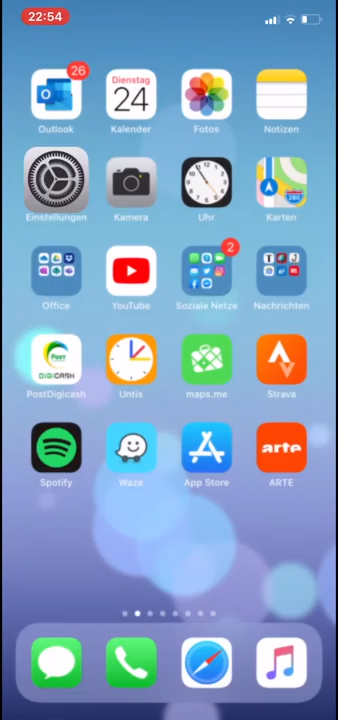 22:54
26
Dienstag
24
Outlook
Kalender
Fotos
Notizen
280
Einstellungen
Kamera
Uhr
Karten
2
Office
YouTube
Soziale Netze
Nachrichten
Post
DIGICASH
arte
PostDigicash
Untis
maps.me
Strava
Spotify
Waze
App Store
ARTE